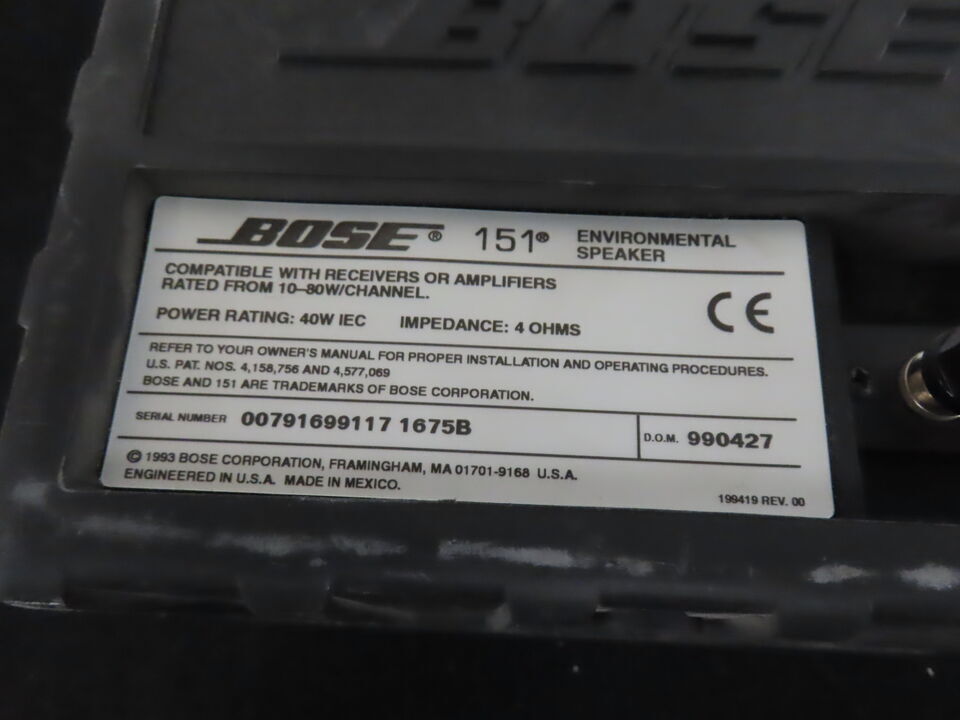 BOSE
BOSE® 151® ENVIRONMENTAL
SPEAKER
COMPATIBLE WITH RECEIVERS OR AMPLIFIERS
RATED FROM 10–80W/CHANNEL.
CE
POWER RATING: 40W IEC IMPEDANCE: 4 OHMS
REFER TO YOUR OWNER'S MANUAL FOR PROPER INSTALLATION AND OPERATING PROCEDURES.
U.S. PAT. NOS. 4,158,756 AND 4,577,069
BOSE AND 151 ARE TRADEMARKS OF BOSE CORPORATION.
SERIAL NUMBER 00791699117 1675B
D.O.M. 990427
© 1993 BOSE CORPORATION, FRAMINGHAM, MA 01701-9168 U.S.A.
ENGINEERED IN U.S.A. MADE IN MEXICO.
199419 REV. 00